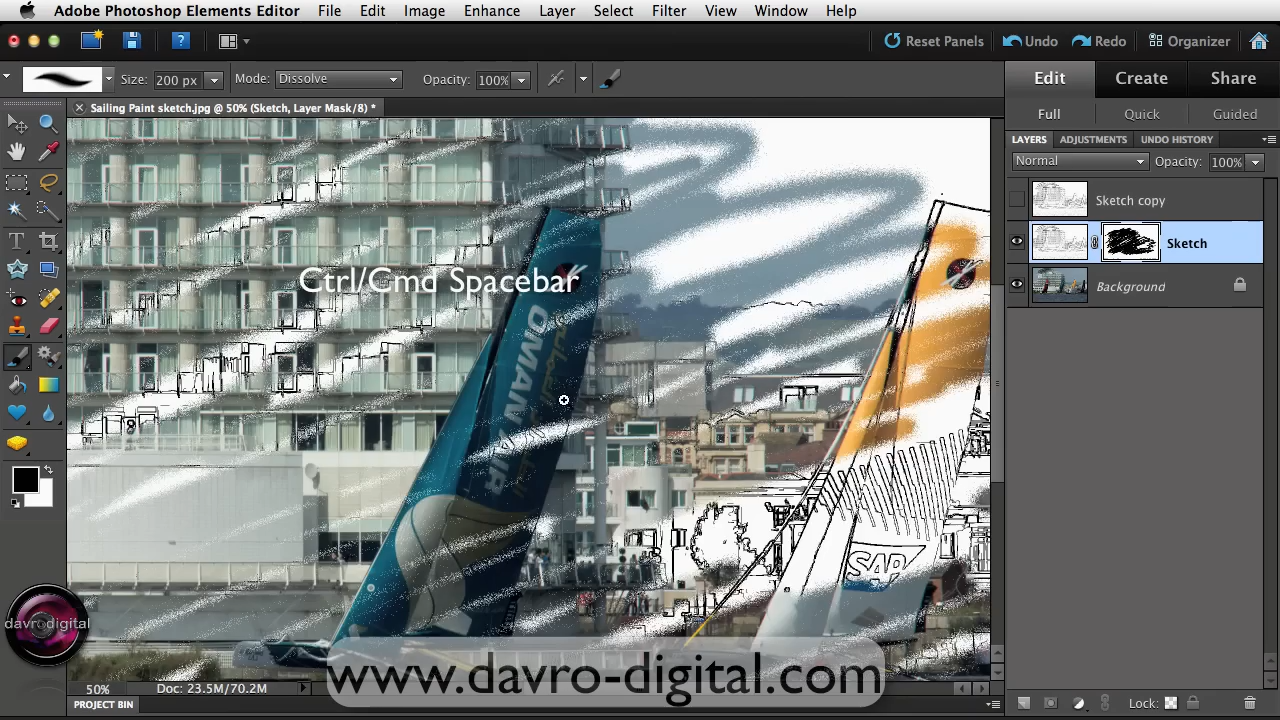 Adobe Photoshop Elements Editor File Edit Image Enhance Layer Select Filter View Window Help
Reset Panels Undo Redo Organizer
Size: 200 px Mode: Dissolve Opacity: 100%
Edit Create Share
Full Quick Guided
Sailing Paint sketch.jpg @ 50% (Sketch, Layer Mask/8) *
LAYERS ADJUSTMENTS UNDO HISTORY
Normal Opacity: 100%
Sketch copy
Sketch
Background
Ctrl/Cmd Spacebar
OMAN AIR
SAP
davro digital
www.davro-digital.com
50% Doc: 23.5M/70.2M
PROJECT BIN
Lock: